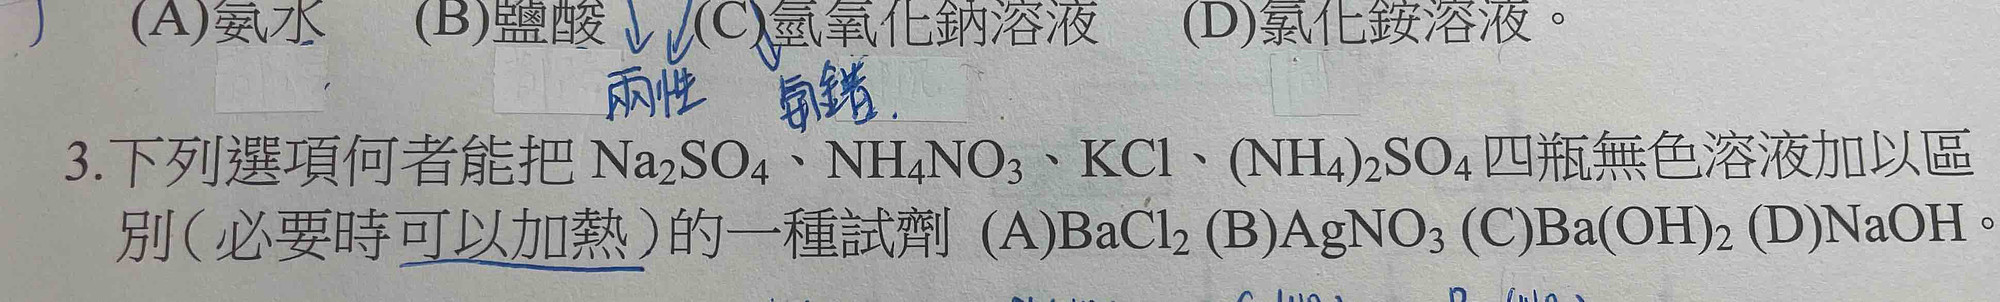 (A)氨水 (B)鹽酸 (C)氫氧化鈉溶液 (D)氯化銨溶液。
兩性 氨錯.
3.下列選項何者能把 Na₂SO₄、NH₄NO₃、KCl、(NH₄)₂SO₄ 四瓶無色溶液加以區
別(必要時可以加熱)的一種試劑 (A)BaCl₂ (B)AgNO₃ (C)Ba(OH)₂ (D)NaOH。